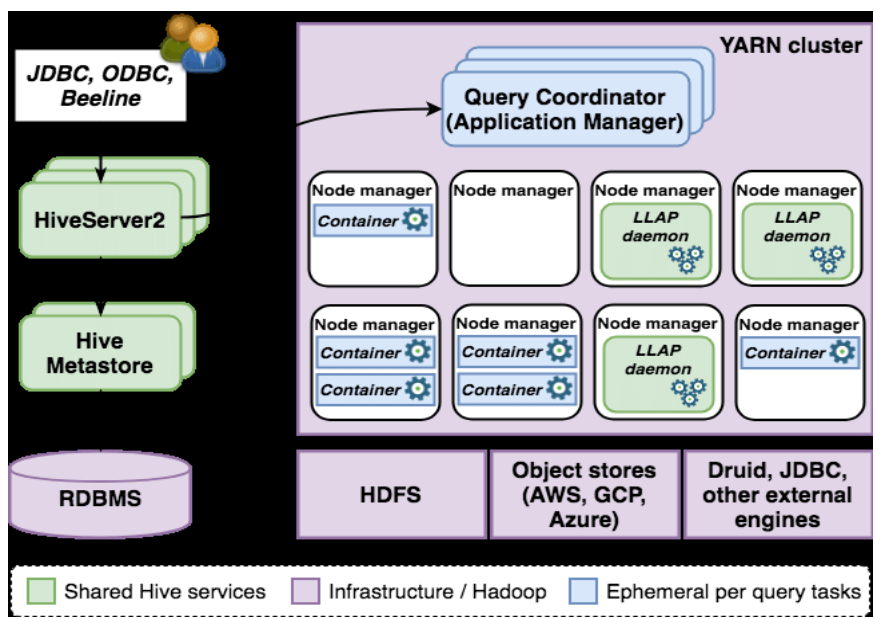 YARN cluster
JDBC, ODBC,
Beeline
Query Coordinator
(Application Manager)
HiveServer2
Node manager
Container
Node manager
Node manager
LLAP
daemon
Node manager
LLAP
daemon
Hive
Metastore
Node manager
Container
Container
Node manager
Container
Container
Node manager
LLAP
daemon
Node manager
Container
RDBMS
HDFS
Object stores
(AWS, GCP,
Azure)
Druid, JDBC,
other external
engines
Shared Hive services
Infrastructure / Hadoop
Ephemeral per query tasks